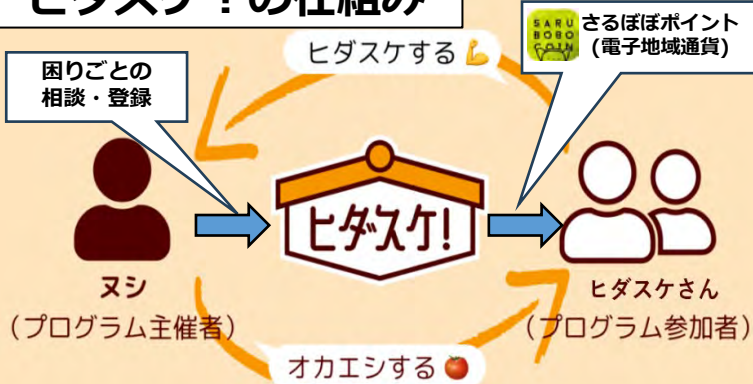 ヒダスケ！の仕組み
ヒダスケする💪
SARU
BOBO
COIN
さるぼぼポイント
(電子地域通貨)
困りごとの
相談・登録
ヒダスケ!
ヌシ
（プログラム主催者）
ヒダスケさん
（プログラム参加者）
オカエシする🍅